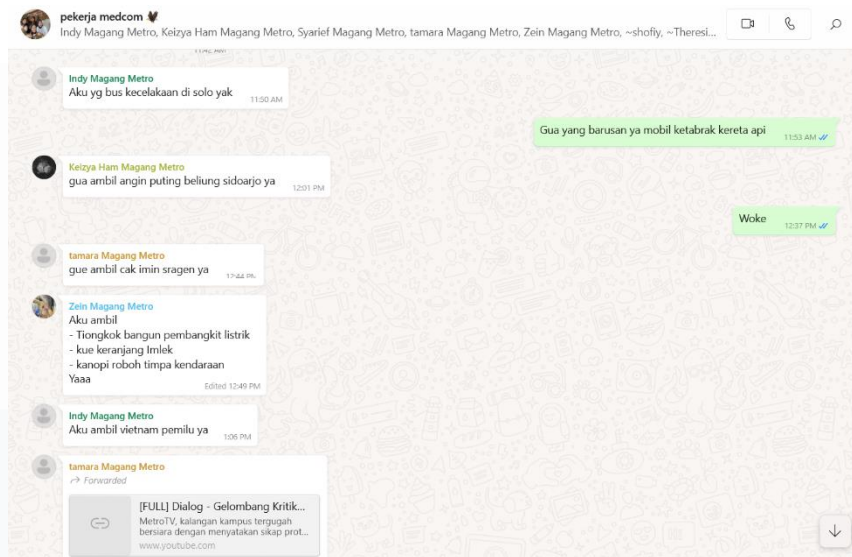 pekerja medcom
Indy Magang Metro, Keizya Ham Magang Metro, Syarief Magang Metro, tamara Magang Metro, Zein Magang Metro, ~shofiy, ~Theresi...
11:42 AM
Indy Magang Metro
Aku yg bus kecelakaan di solo yak
11:50 AM
Gua yang barusan ya mobil ketabrak kereta api
11:53 AM
Keizya Ham Magang Metro
gua ambil angin puting beliung sidoarjo ya
12:01 PM
Woke
12:37 PM
tamara Magang Metro
gue ambil cak imin sragen ya
12:44 PM
Zein Magang Metro
Aku ambil
- Tiongkok bangun pembangkit listrik
- kue keranjang Imlek
- kanopi roboh timpa kendaraan
Yaaa
Edited 12:49 PM
Indy Magang Metro
Aku ambil vietnam pemilu ya
1:06 PM
tamara Magang Metro
Forwarded
[FULL] Dialog - Gelombang Kritik...
MetroTV, kalangan kampus tergugah
bersiara dengan menyatakan sikap prot...
www.youtube.com